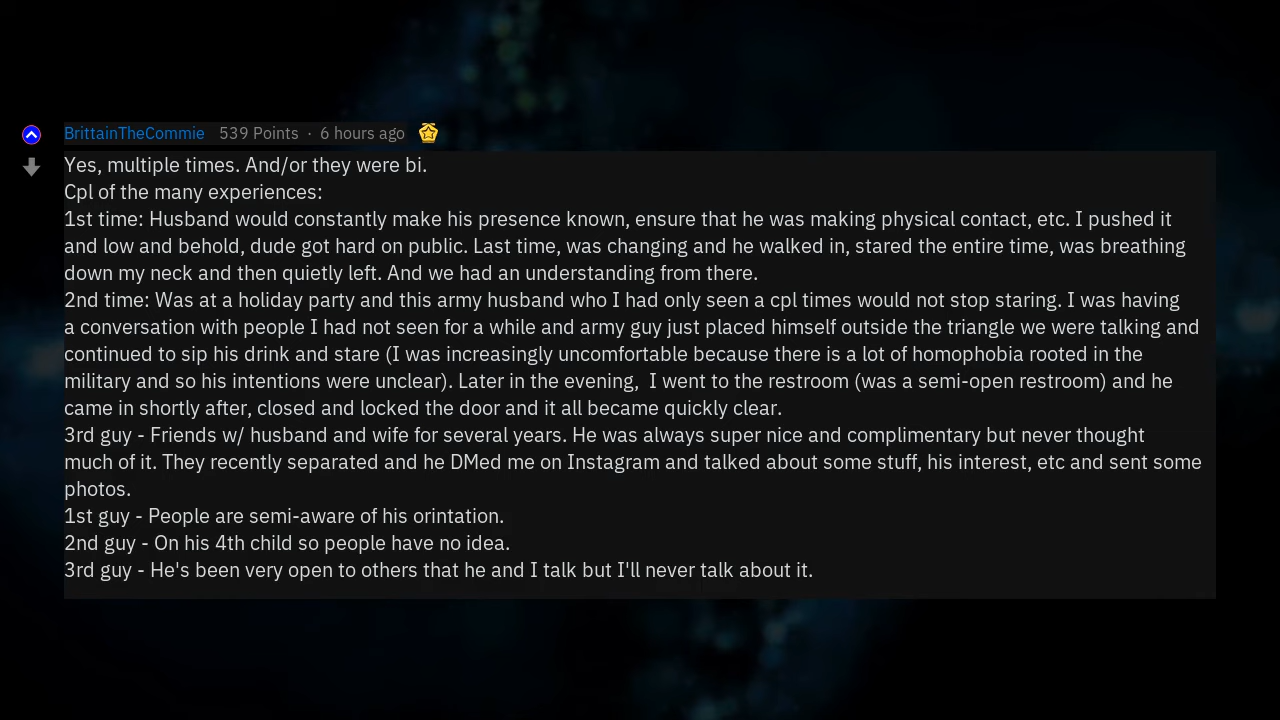 BrittainTheCommie 539 Points · 6 hours ago
Yes, multiple times. And/or they were bi.
Cpl of the many experiences:
1st time: Husband would constantly make his presence known, ensure that he was making physical contact, etc. I pushed it
and low and behold, dude got hard on public. Last time, was changing and he walked in, stared the entire time, was breathing
down my neck and then quietly left. And we had an understanding from there.
2nd time: Was at a holiday party and this army husband who I had only seen a cpl times would not stop staring. I was having
a conversation with people I had not seen for a while and army guy just placed himself outside the triangle we were talking and
continued to sip his drink and stare (I was increasingly uncomfortable because there is a lot of homophobia rooted in the
military and so his intentions were unclear). Later in the evening,  I went to the restroom (was a semi-open restroom) and he
came in shortly after, closed and locked the door and it all became quickly clear.
3rd guy - Friends w/ husband and wife for several years. He was always super nice and complimentary but never thought
much of it. They recently separated and he DMed me on Instagram and talked about some stuff, his interest, etc and sent some
photos.
1st guy - People are semi-aware of his orintation.
2nd guy - On his 4th child so people have no idea.
3rd guy - He's been very open to others that he and I talk but I'll never talk about it.